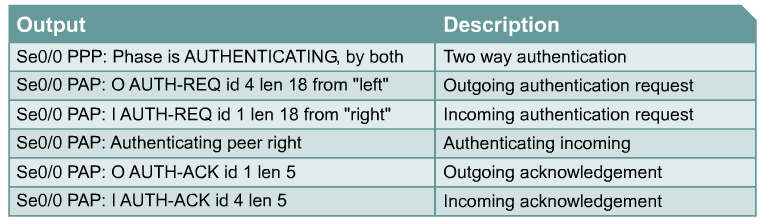 Output Description
Se0/0 PPP: Phase is AUTHENTICATING, by both Two way authentication
Se0/0 PAP: O AUTH-REQ id 4 len 18 from "left" Outgoing authentication request
Se0/0 PAP: I AUTH-REQ id 1 len 18 from "right" Incoming authentication request
Se0/0 PAP: Authenticating peer right Authenticating incoming
Se0/0 PAP: O AUTH-ACK id 1 len 5 Outgoing acknowledgement
Se0/0 PAP: I AUTH-ACK id 4 len 5 Incoming acknowledgement